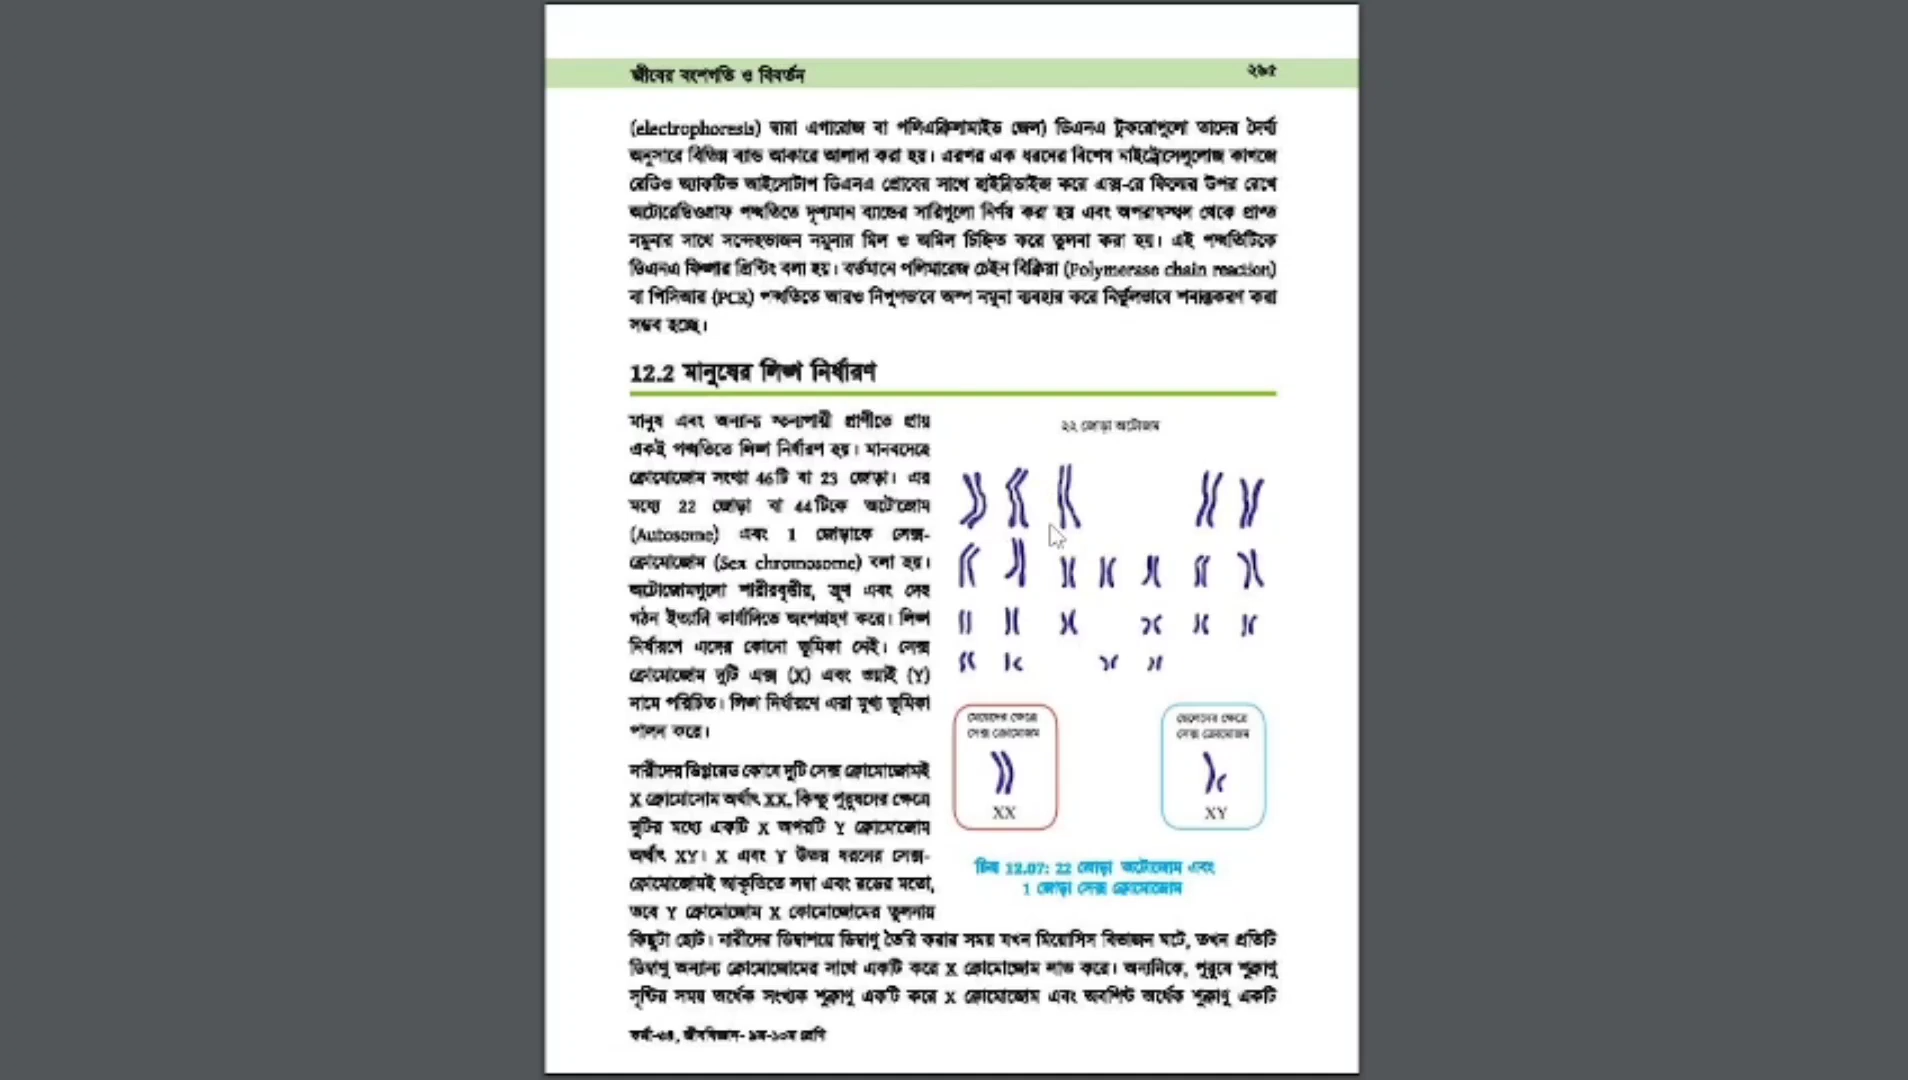 জীবের বংশগতি ও বিবর্তন
২৯৫
(electrophoresis) দ্বারা এগারোজ বা পলিএক্রিলামাইড জেল) ডিএনএ টুকরোগুলো তাদের দৈর্ঘ্য
অনুসারে বিভিন্ন ব্যান্ড আকারে আলাদা করা হয়। এরপর এক ধরনের বিশেষ নাইট্রোসেলুলোজ কাগজে
রেডিও অ্যাকটিভ আইসোটোপ ডিএনএ প্রোবের সাথে হাইব্রিডাইজ করে এক্স-রে ফিল্মের উপর রেখে
অটোরেডিওগ্রাফ পদ্ধতিতে দৃশ্যমান ব্যান্ডের সারিগুলো নির্ণয় করা হয় এবং অপরাধস্থল থেকে প্রাপ্ত
নমুনার সাথে সন্দেহভাজন নমুনার মিল ও অমিল চিহ্নিত করে তুলনা করা হয়। এই পদ্ধতিটিকে
ডিএনএ ফিঙ্গার প্রিন্টিং বলা হয়। বর্তমানে পলিমারেজ চেইন বিক্রিয়া (Polymerase chain reaction)
বা পিসিআর (PCR) পদ্ধতিতে আরও নিপুণভাবে অল্প নমুনা ব্যবহার করে নির্ভুলভাবে শনাক্তকরণ করা
সম্ভব হচ্ছে।
12.2 মানুষের লিঙ্গ নির্ধারণ
মানুষ এবং অন্যান্য স্তন্যপায়ী প্রাণীতে প্রায়
একই পদ্ধতিতে লিঙ্গ নির্ধারণ হয়। মানবদেহে
ক্রোমোজোম সংখ্যা 46টি বা 23 জোড়া। এর
মধ্যে 22 জোড়া বা 44টিকে অটোজোম
(Autosome) এবং 1 জোড়াকে সেক্স-
ক্রোমোজোম (Sex chromosome) বলা হয়।
অটোজোমগুলো শারীরবৃত্তীয়, ভ্রূণ এবং দেহ
গঠন ইত্যাদি কার্যাদিতে অংশগ্রহণ করে। লিঙ্গ
নির্ধারণে এদের কোনো ভূমিকা নেই। সেক্স
ক্রোমোজোম দুটি এক্স (X) এবং ওয়াই (Y)
নামে পরিচিত। লিঙ্গ নির্ধারণে এরা মুখ্য ভূমিকা
পালন করে।
নারীদের ডিপ্লয়েড কোষে দুটি সেক্স ক্রোমোজোমই
X ক্রোমোসোম অর্থাৎ XX, কিন্তু পুরুষদের ক্ষেত্রে
দুটির মধ্যে একটি X অপরটি Y ক্রোমোজোম
অর্থাৎ XY। X এবং Y উভয় ধরনের সেক্স-
ক্রোমোজোমই আকৃতিতে লম্বা এবং রডের মতো,
তবে Y ক্রোমোজোম X ক্রোমোজোমের তুলনায়
কিছুটা ছোট। নারীদের ডিম্বাশয়ে ডিম্বাণু তৈরি করার সময় যখন মিয়োসিস বিভাজন ঘটে, তখন প্রতিটি
ডিম্বাণু অন্যান্য ক্রোমোজোমের সাথে একটি করে X ক্রোমোজোম লাভ করে। অন্যদিকে, পুরুষে শুক্রাণু
সৃষ্টির সময় অর্ধেক সংখ্যক শুক্রাণু একটি করে X ক্রোমোজোম এবং অবশিষ্ট অর্ধেক শুক্রাণু একটি
২২ জোড়া অটোজম
মেয়েদের ক্ষেত্রে
সেক্স ক্রোমোজম
XX
ছেলেদের ক্ষেত্রে
সেক্স ক্রোমোজম
XY
চিত্র 12.07: 22 জোড়া অটোজোম এবং
1 জোড়া সেক্স ক্রোমোজোম
ফর্মা-৩৪, জীববিজ্ঞান- ৯ম-১০ম শ্রেণি